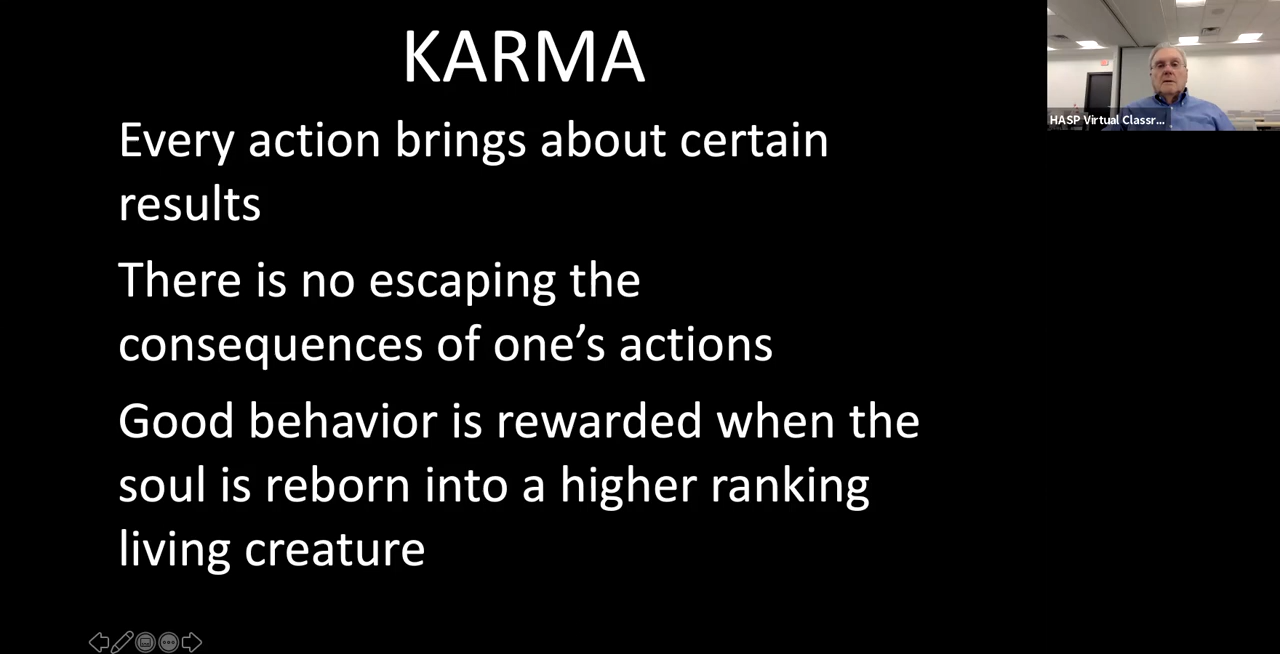 KARMA
Every action brings about certain
results
There is no escaping the
consequences of one’s actions
Good behavior is rewarded when the
soul is reborn into a higher ranking
living creature
HASP Virtual Classr...